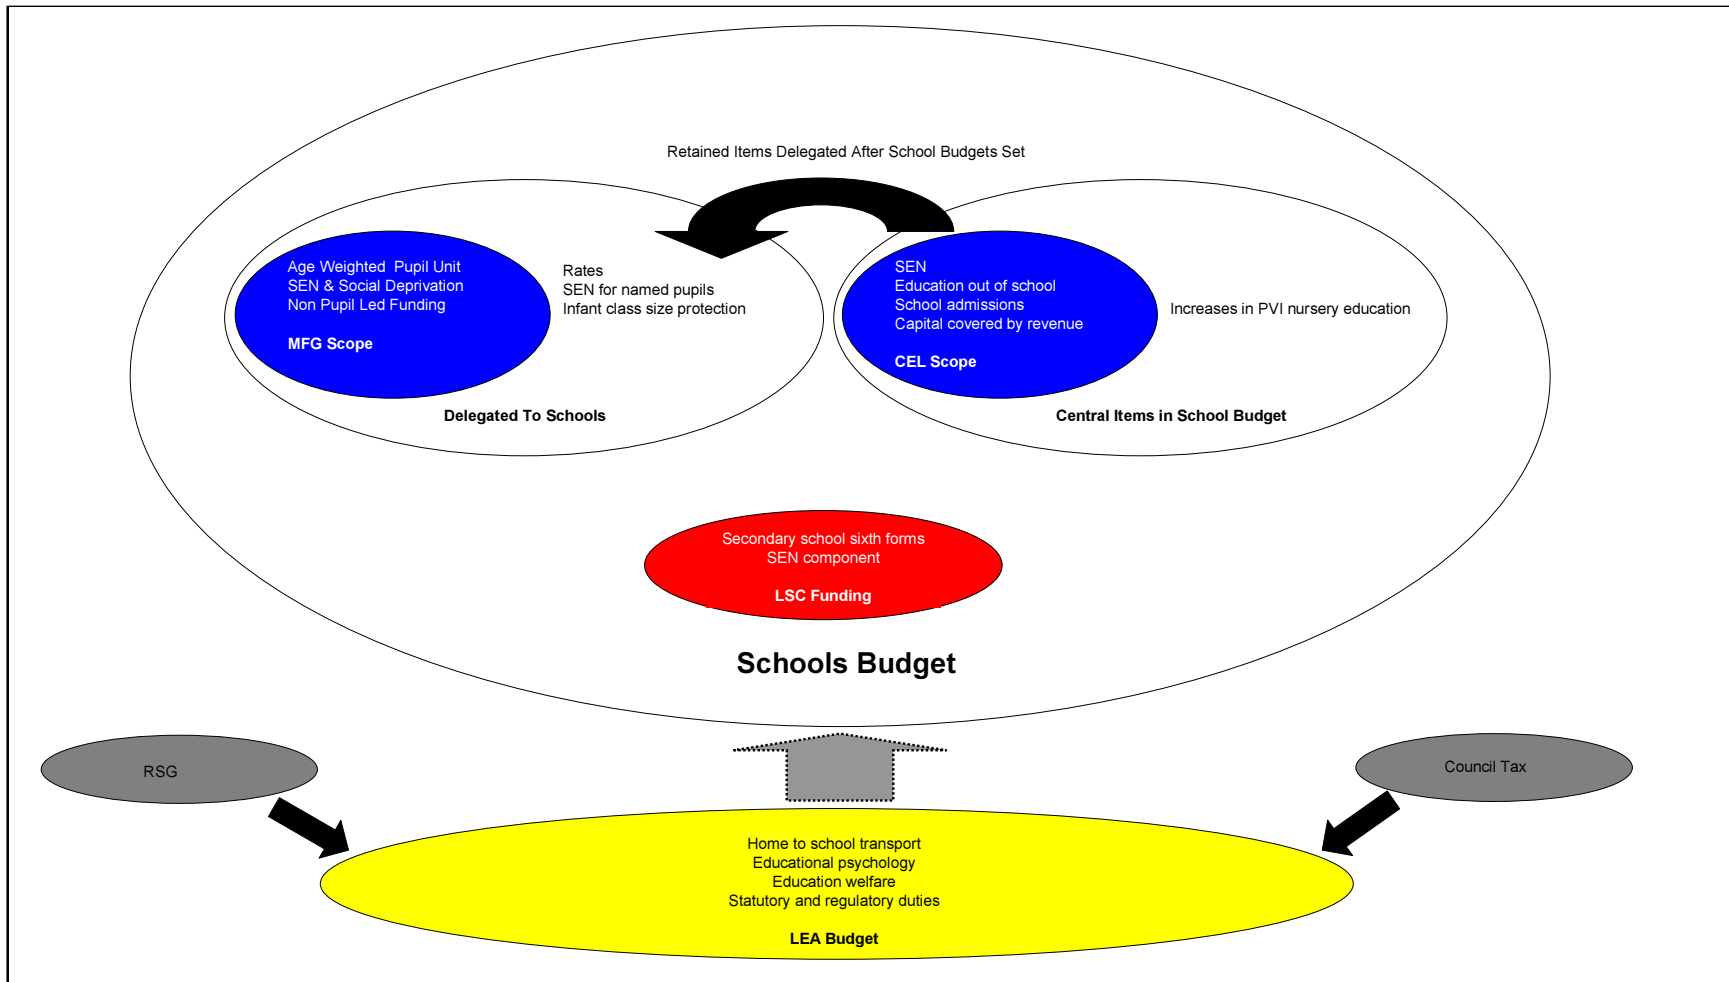 Retained Items Delegated After School Budgets Set
Age Weighted Pupil Unit
SEN & Social Deprivation
Non Pupil Led Funding
MFG Scope
Rates
SEN for named pupils
Infant class size protection
Delegated To Schools
SEN
Education out of school
School admissions
Capital covered by revenue
CEL Scope
Increases in PVI nursery education
Central Items in School Budget
Secondary school sixth forms
SEN component
LSC Funding
Schools Budget
RSG
Council Tax
Home to school transport
Educational psychology
Education welfare
Statutory and regulatory duties
LEA Budget